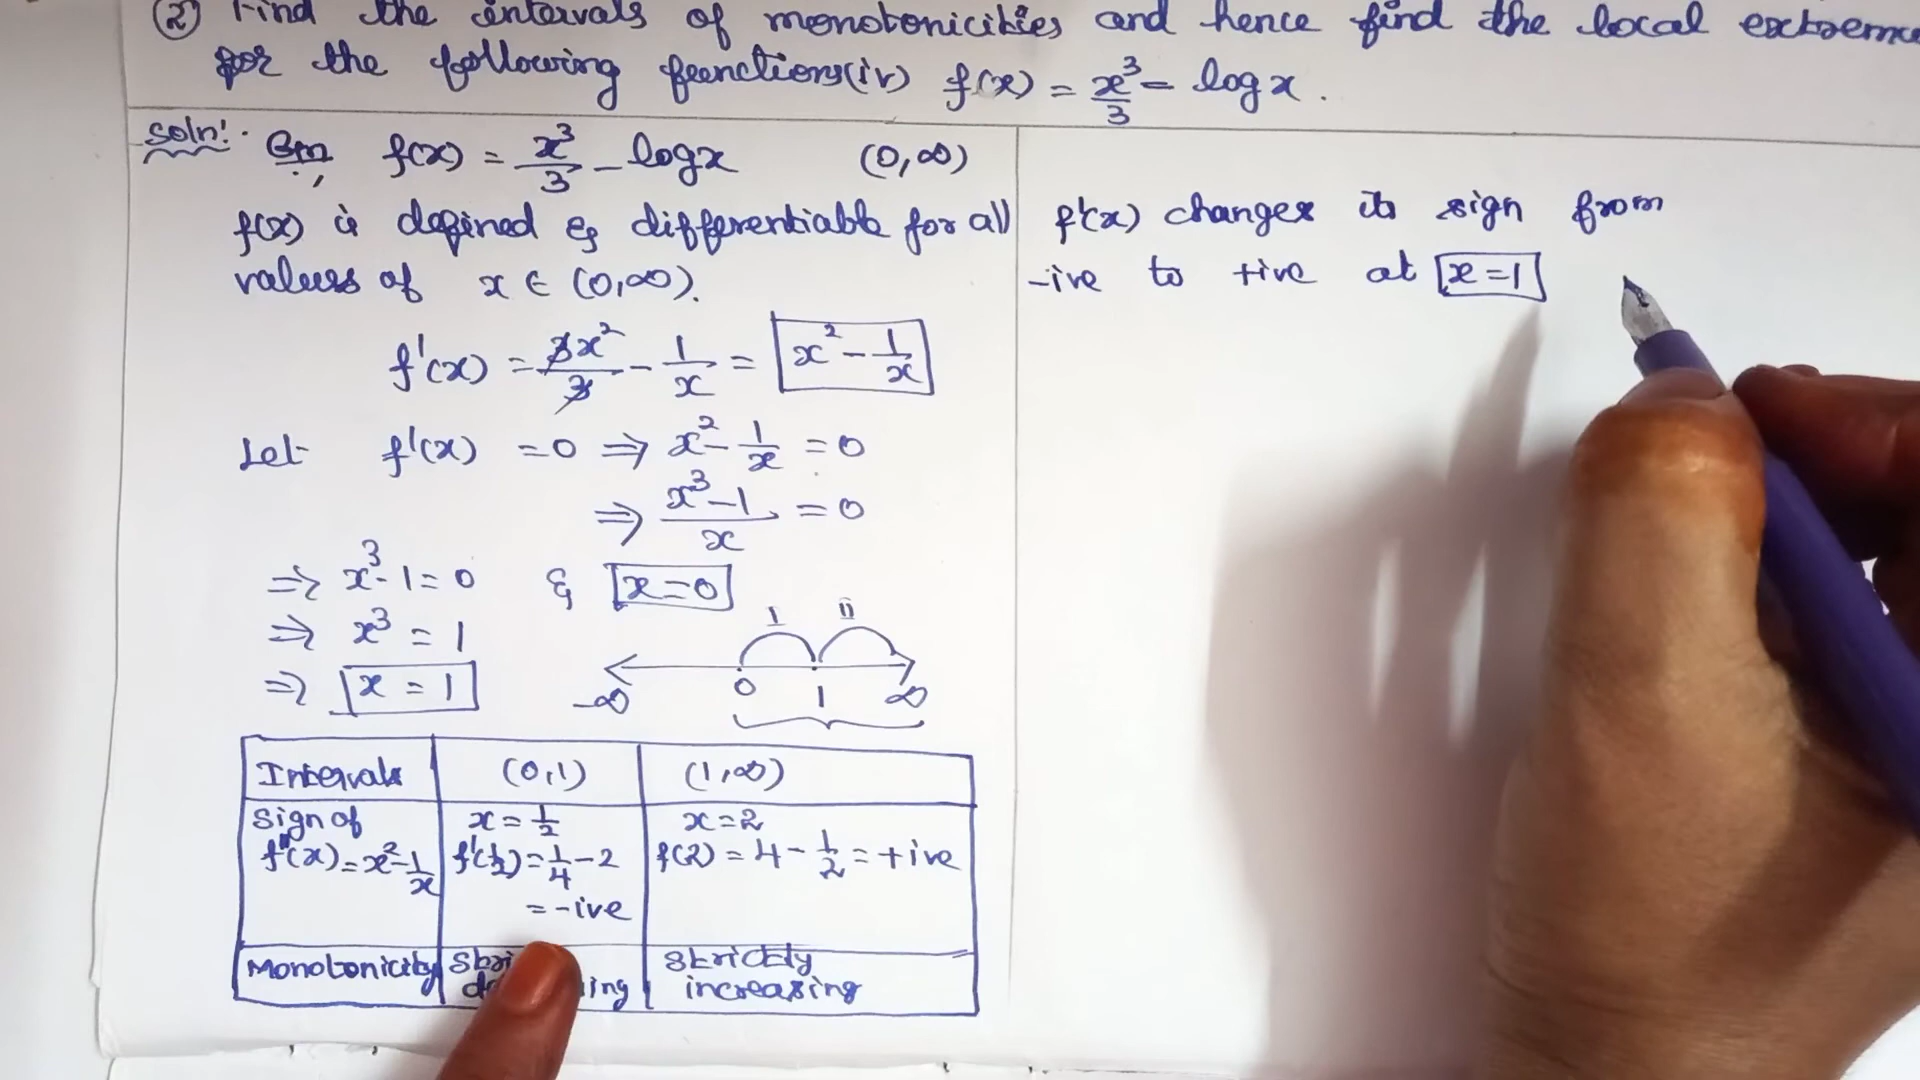 ② Find the intervals of monotonicities and hence find the local extreme
for the following functions (iv) f(x) = x³/3 - log x.
Soln:
Gn, f(x) = x³/3 - log x (0,∞)
f(x) is defined & differentiable for all
values of x ∈ (0,∞).
f'(x) = 3x²/3 - 1/x = x² - 1/x
Let f'(x) = 0 ⇒ x² - 1/x = 0
⇒ x³-1/x = 0
⇒ x³-1 = 0 & x = 0
⇒ x³ = 1
⇒ x = 1
I II
-∞ 0 1 ∞
Intervals (0,1) (1,∞)
Sign of x = 1/2 x = 2
f'(x) = x² - 1/x f'(1/2) = 1/4 - 2 f(2) = 4 - 1/2 = +ive
= -ive
Monotonicity Strictly
increasing
f'(x) changes its sign from
-ive to +ive at x = 1